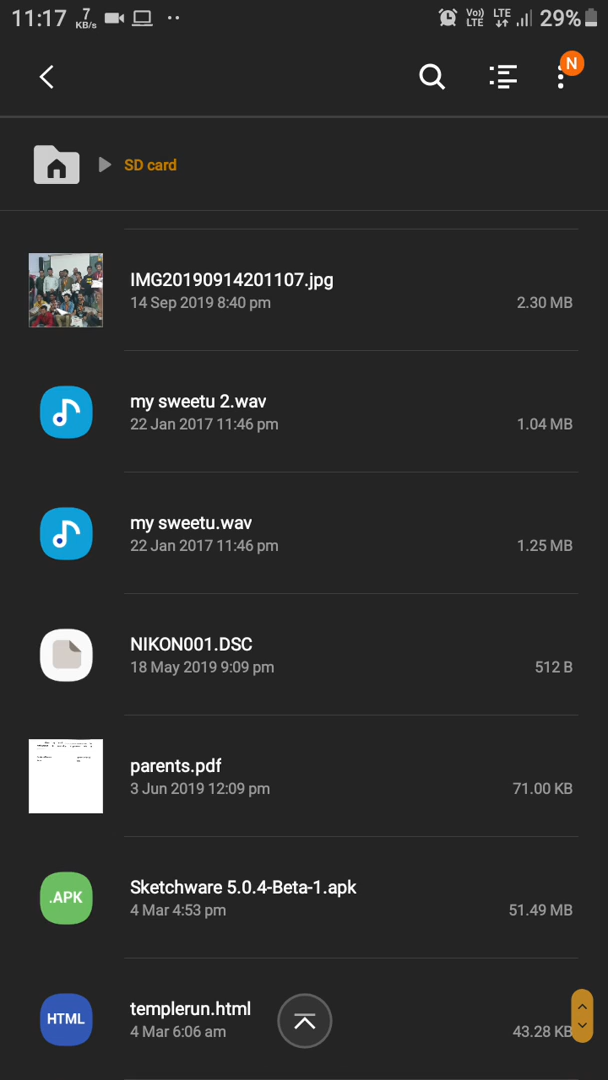 11:17 7 KB/s Vo) LTE LTE 29%
N
SD card
IMG20190914201107.jpg
14 Sep 2019 8:40 pm 2.30 MB
my sweetu 2.wav
22 Jan 2017 11:46 pm 1.04 MB
my sweetu.wav
22 Jan 2017 11:46 pm 1.25 MB
NIKON001.DSC
18 May 2019 9:09 pm 512 B
parents.pdf
3 Jun 2019 12:09 pm 71.00 KB
.APK
Sketchware 5.0.4-Beta-1.apk
4 Mar 4:53 pm 51.49 MB
HTML
templerun.html
4 Mar 6:06 am 43.28 KB